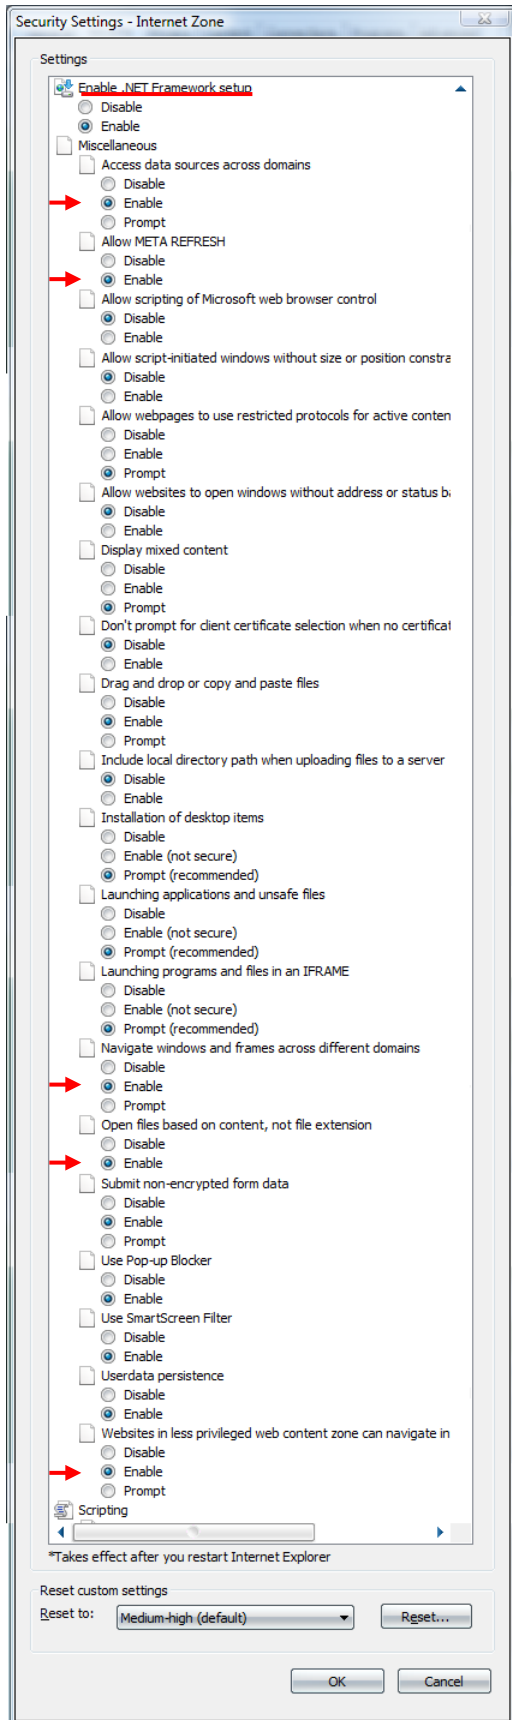 Security Settings - Internet Zone
Settings
Enable .NET Framework setup
Disable
Enable
Miscellaneous
Access data sources across domains
Disable
Enable
Prompt
Allow META REFRESH
Disable
Enable
Allow scripting of Microsoft web browser control
Disable
Enable
Allow script-initiated windows without size or position constra
Disable
Enable
Allow webpages to use restricted protocols for active conten
Disable
Enable
Prompt
Allow websites to open windows without address or status ba
Disable
Enable
Display mixed content
Disable
Enable
Prompt
Don't prompt for client certificate selection when no certificat
Disable
Enable
Drag and drop or copy and paste files
Disable
Enable
Prompt
Include local directory path when uploading files to a server
Disable
Enable
Installation of desktop items
Disable
Enable (not secure)
Prompt (recommended)
Launching applications and unsafe files
Disable
Enable (not secure)
Prompt (recommended)
Launching programs and files in an IFRAME
Disable
Enable (not secure)
Prompt (recommended)
Navigate windows and frames across different domains
Disable
Enable
Prompt
Open files based on content, not file extension
Disable
Enable
Submit non-encrypted form data
Disable
Enable
Prompt
Use Pop-up Blocker
Disable
Enable
Use SmartScreen Filter
Disable
Enable
Userdata persistence
Disable
Enable
Websites in less privileged web content zone can navigate in
Disable
Enable
Prompt
Scripting
*Takes effect after you restart Internet Explorer
Reset custom settings
Reset to: Medium-high (default) Reset...
OK Cancel